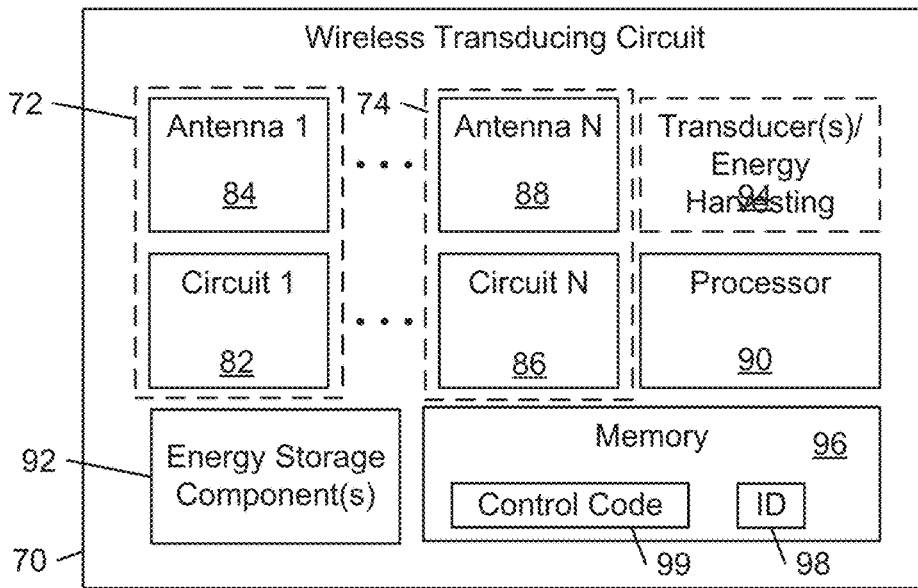 Wireless Transducing Circuit
72
74
Antenna 1
84
• • •
Antenna N
88
Transducer(s)/
Energy
Harvesting
94
Circuit 1
82
• • •
Circuit N
86
Processor
90
92
Energy Storage
Component(s)
Memory
96
Control Code
ID
70
99
98